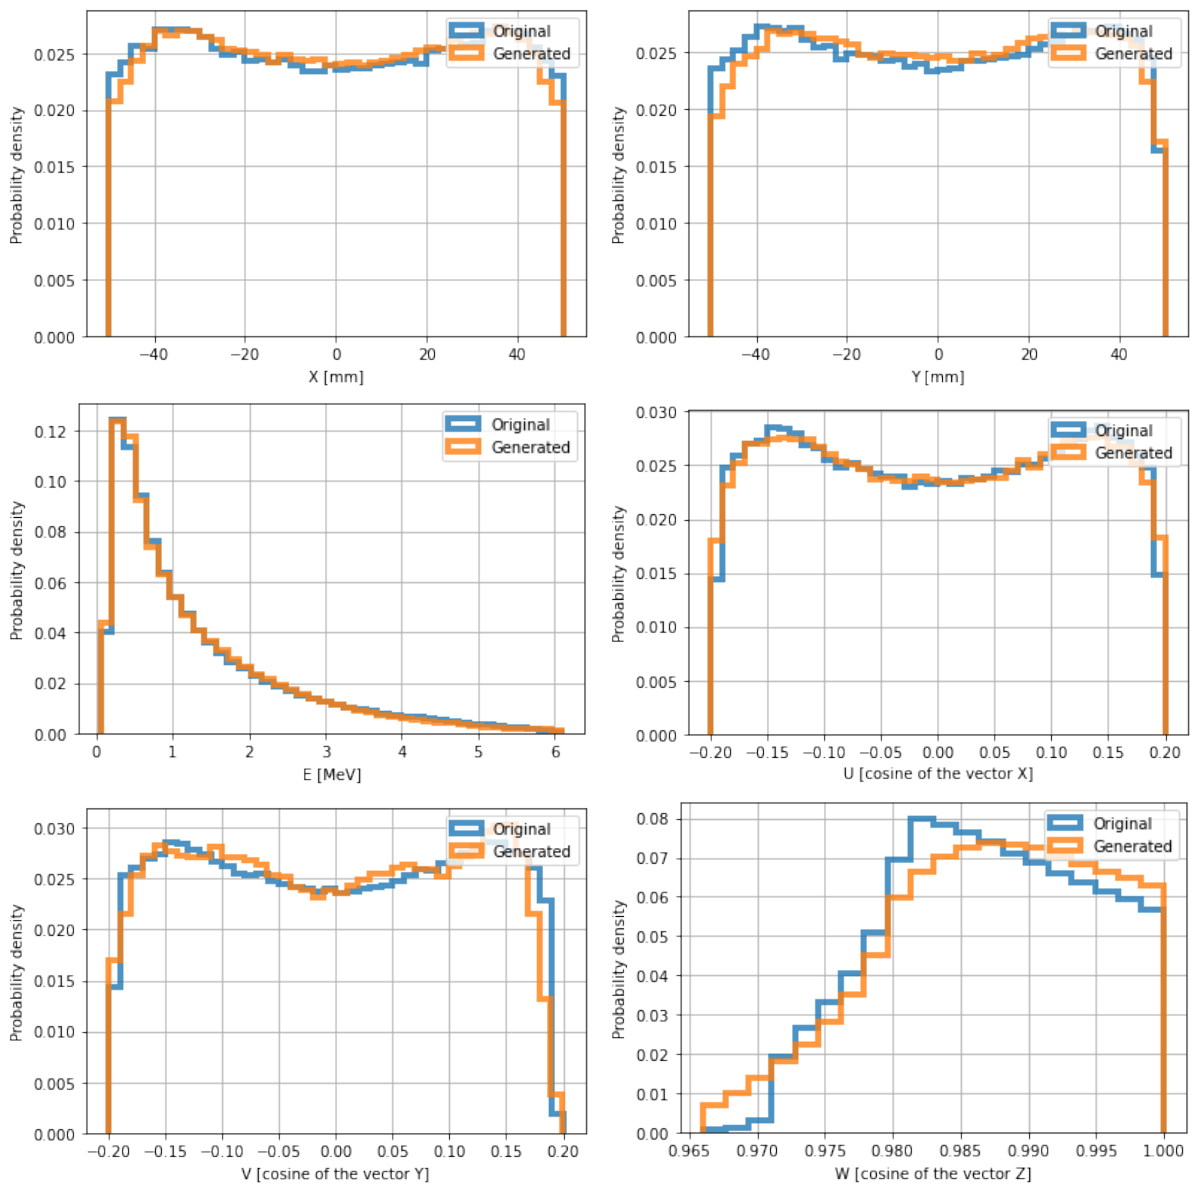 Probability density
0.025
0.020
0.015
0.010
0.005
0.000
−40 −20 0 20 40
X [mm]
Original
Generated
Probability density
0.025
0.020
0.015
0.010
0.005
0.000
−40 −20 0 20 40
Y [mm]
Original
Generated
Probability density
0.12
0.10
0.08
0.06
0.04
0.02
0.00
0 1 2 3 4 5 6
E [MeV]
Original
Generated
Probability density
0.030
0.025
0.020
0.015
0.010
0.005
0.000
−0.20 −0.15 −0.10 −0.05 0.00 0.05 0.10 0.15 0.20
U [cosine of the vector X]
Original
Generated
Probability density
0.030
0.025
0.020
0.015
0.010
0.005
0.000
−0.20 −0.15 −0.10 −0.05 0.00 0.05 0.10 0.15 0.20
V [cosine of the vector Y]
Original
Generated
Probability density
0.08
0.07
0.06
0.05
0.04
0.03
0.02
0.01
0.00
0.965 0.970 0.975 0.980 0.985 0.990 0.995 1.000
W [cosine of the vector Z]
Original
Generated